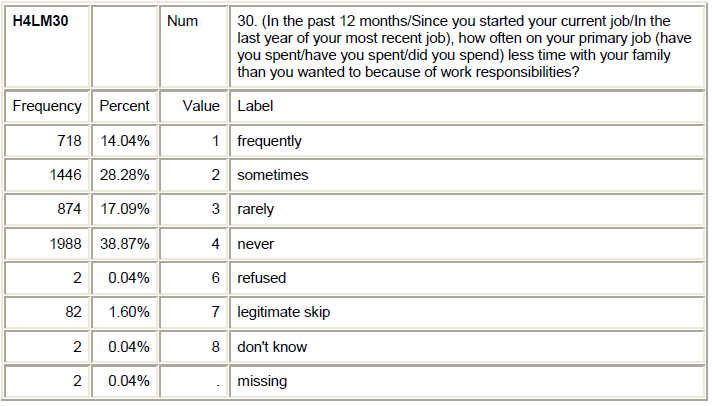 H4LM30 Num 30. (In the past 12 months/Since you started your current job/In the
last year of your most recent job), how often on your primary job (have
you spent/have you spent/did you spend) less time with your family
than you wanted to because of work responsibilities?
Frequency Percent Value Label
718 14.04% 1 frequently
1446 28.28% 2 sometimes
874 17.09% 3 rarely
1988 38.87% 4 never
2 0.04% 6 refused
82 1.60% 7 legitimate skip
2 0.04% 8 don't know
2 0.04% . missing